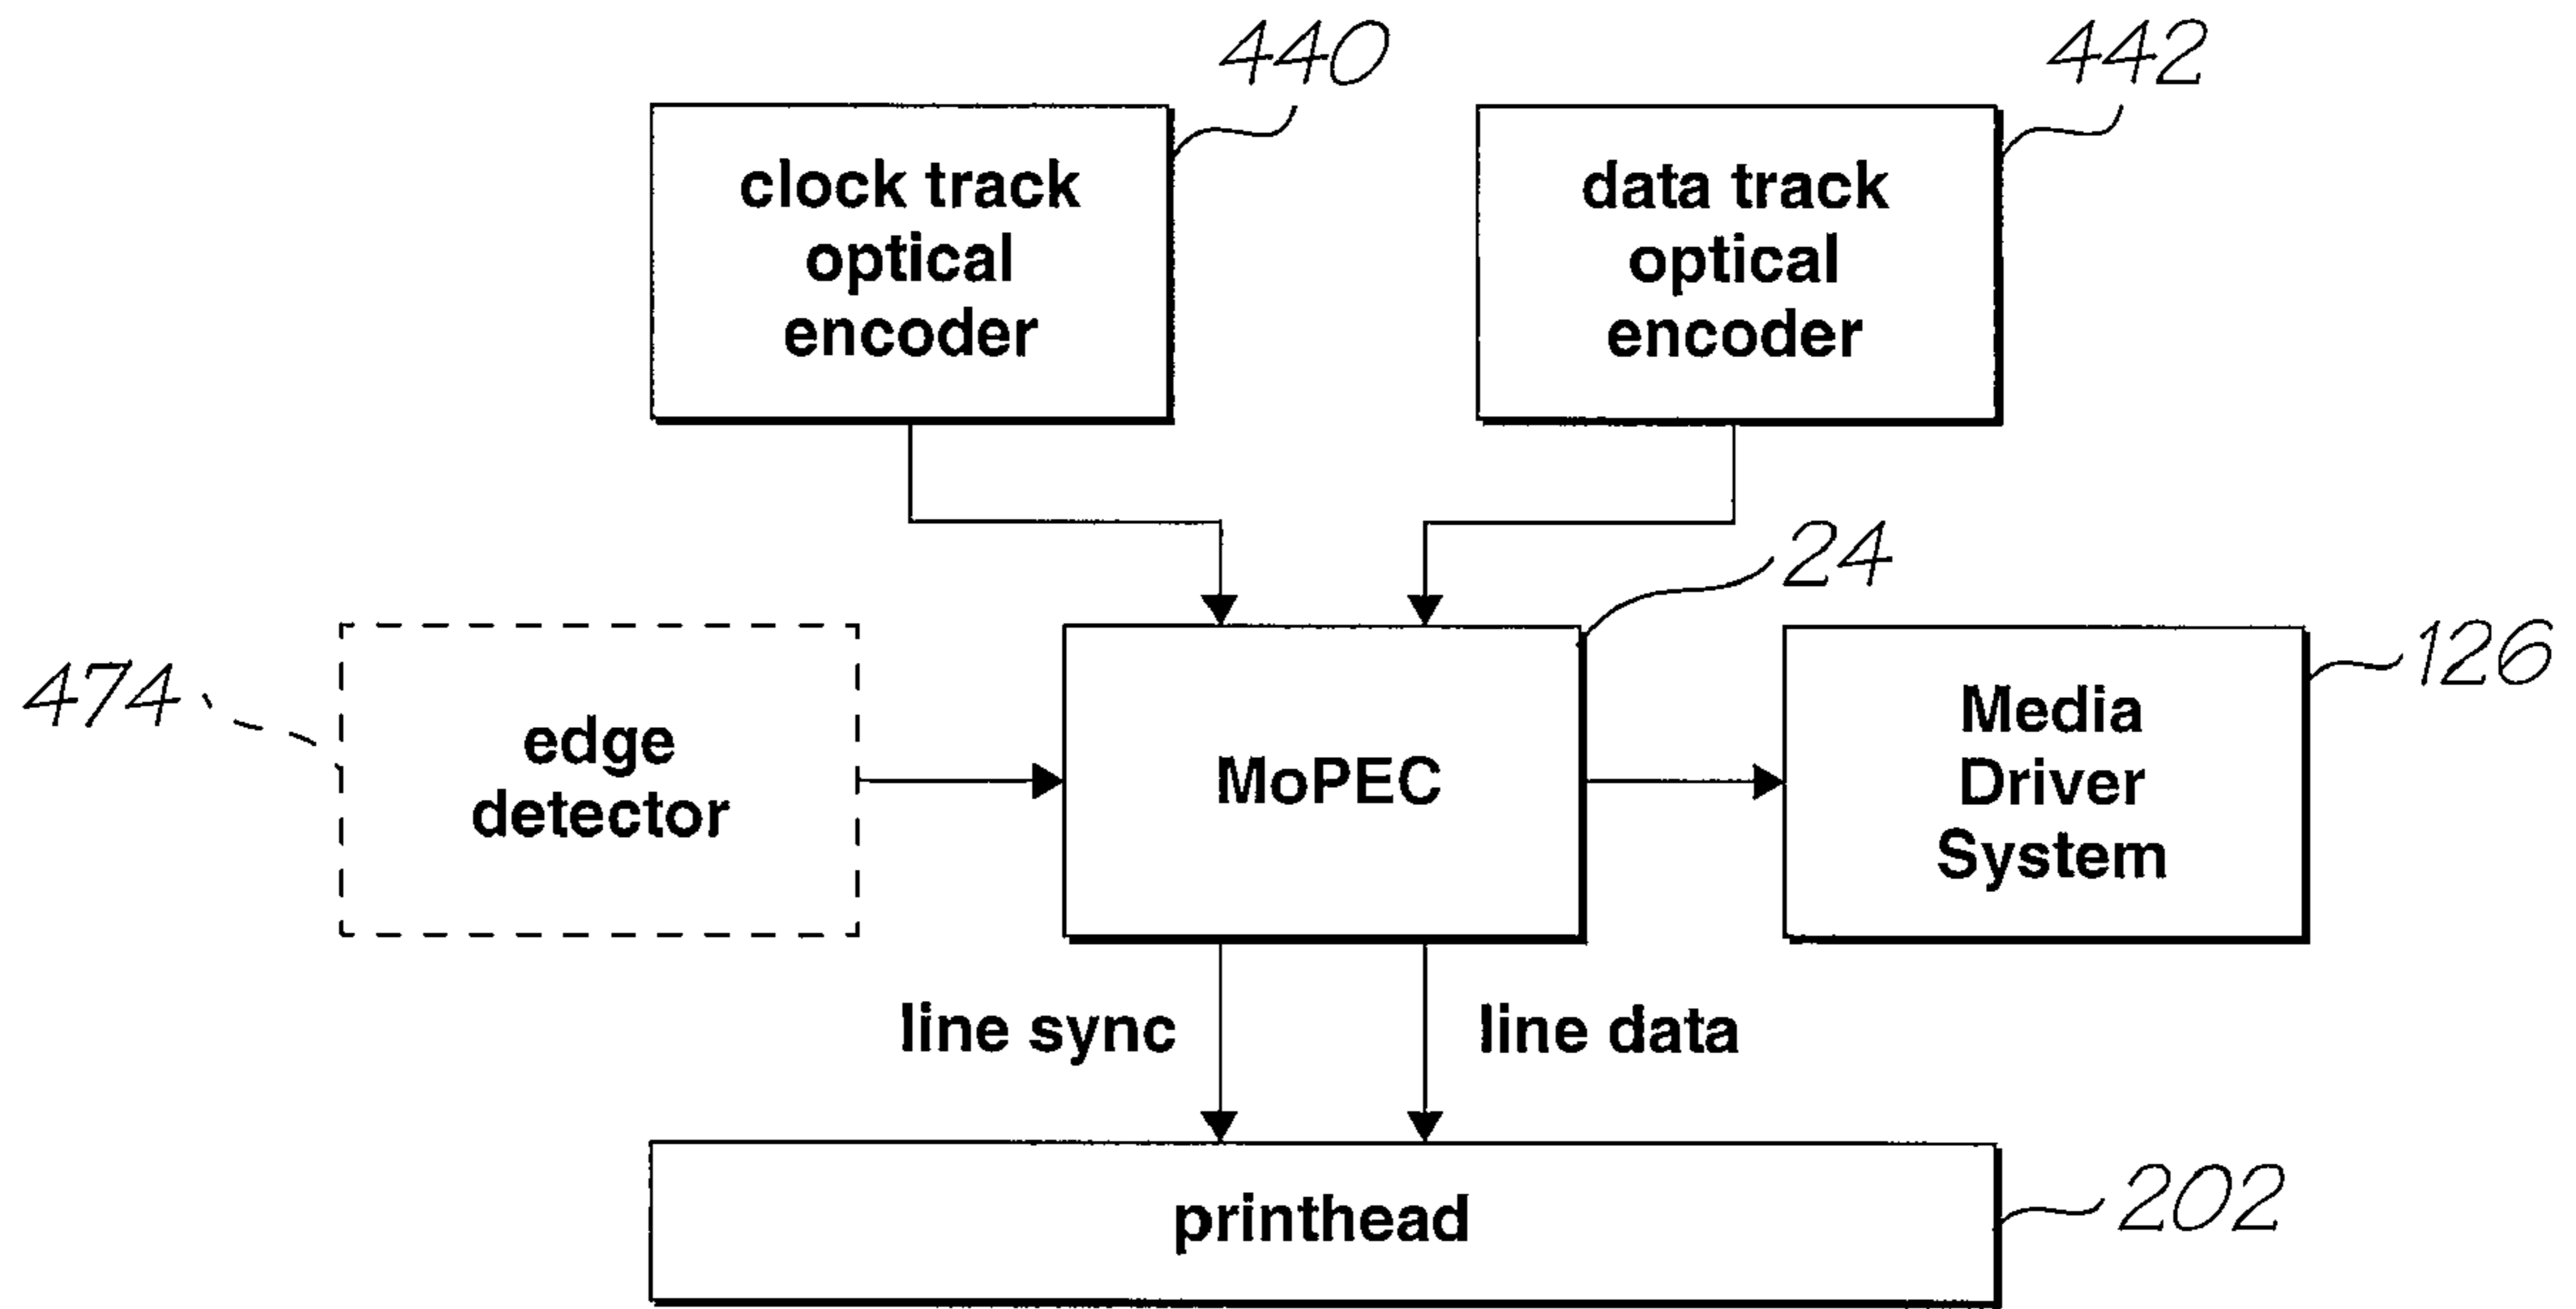 440
442
clock track
optical
encoder
data track
optical
encoder
24
474
edge
detector
MoPEC
126
Media
Driver
System
line sync
line data
printhead
202